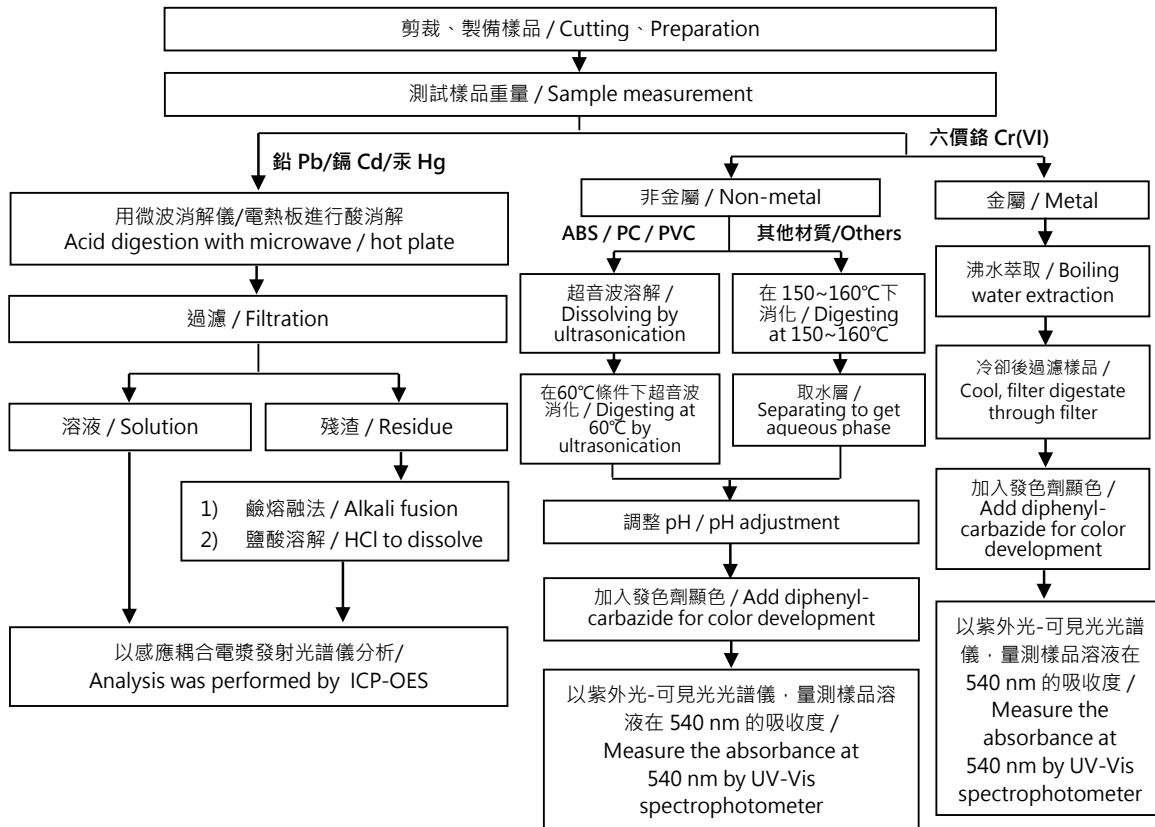 剪裁、製備樣品 / Cutting、Preparation
測試樣品重量 / Sample measurement
鉛 Pb/鎘 Cd/汞 Hg
六價鉻 Cr(VI)
用微波消解儀/電熱板進行酸消解
Acid digestion with microwave / hot plate
過濾 / Filtration
溶液 / Solution
殘渣 / Residue
1) 鹼熔融法 / Alkali fusion
2) 鹽酸溶解 / HCl to dissolve
以感應耦合電漿發射光譜儀分析/
Analysis was performed by ICP-OES
非金屬 / Non-metal
ABS / PC / PVC
其他材質/Others
超音波溶解 /
Dissolving by
ultrasonication
在60℃條件下超音波
消化 / Digesting at
60℃ by
ultrasonication
在 150~160℃下
消化 / Digesting
at 150~160℃
取水層 /
Separating to get
aqueous phase
調整 pH / pH adjustment
加入發色劑顯色 / Add diphenyl-
carbazide for color development
以紫外光-可見光光譜儀，量測樣品溶
液在 540 nm 的吸收度 /
Measure the absorbance at
540 nm by UV-Vis
spectrophotometer
金屬 / Metal
沸水萃取 / Boiling
water extraction
冷卻後過濾樣品 /
Cool, filter digestate
through filter
加入發色劑顯色 /
Add diphenyl-
carbazide for color
development
以紫外光-可見光光譜
儀，量測樣品溶液在
540 nm 的吸收度 /
Measure the
absorbance at
540 nm by UV-Vis
spectrophotometer